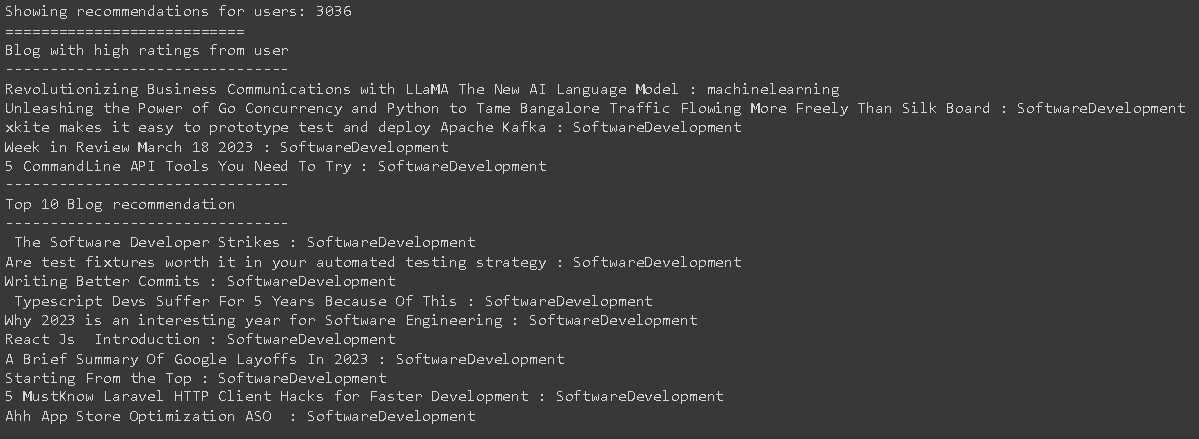 Showing recommendations for users: 3036
===========================
Blog with high ratings from user
--------------------------------
Revolutionizing Business Communications with LLaMA The New AI Language Model : machinelearning
Unleashing the Power of Go Concurrency and Python to Tame Bangalore Traffic Flowing More Freely Than Silk Board : SoftwareDevelopment
xkite makes it easy to prototype test and deploy Apache Kafka : SoftwareDevelopment
Week in Review March 18 2023 : SoftwareDevelopment
5 CommandLine API Tools You Need To Try : SoftwareDevelopment
--------------------------------
Top 10 Blog recommendation
--------------------------------
 The Software Developer Strikes : SoftwareDevelopment
Are test fixtures worth it in your automated testing strategy : SoftwareDevelopment
Writing Better Commits : SoftwareDevelopment
 Typescript Devs Suffer For 5 Years Because Of This : SoftwareDevelopment
Why 2023 is an interesting year for Software Engineering : SoftwareDevelopment
React Js  Introduction : SoftwareDevelopment
A Brief Summary Of Google Layoffs In 2023 : SoftwareDevelopment
Starting From the Top : SoftwareDevelopment
5 MustKnow Laravel HTTP Client Hacks for Faster Development : SoftwareDevelopment
Ahh App Store Optimization ASO  : SoftwareDevelopment